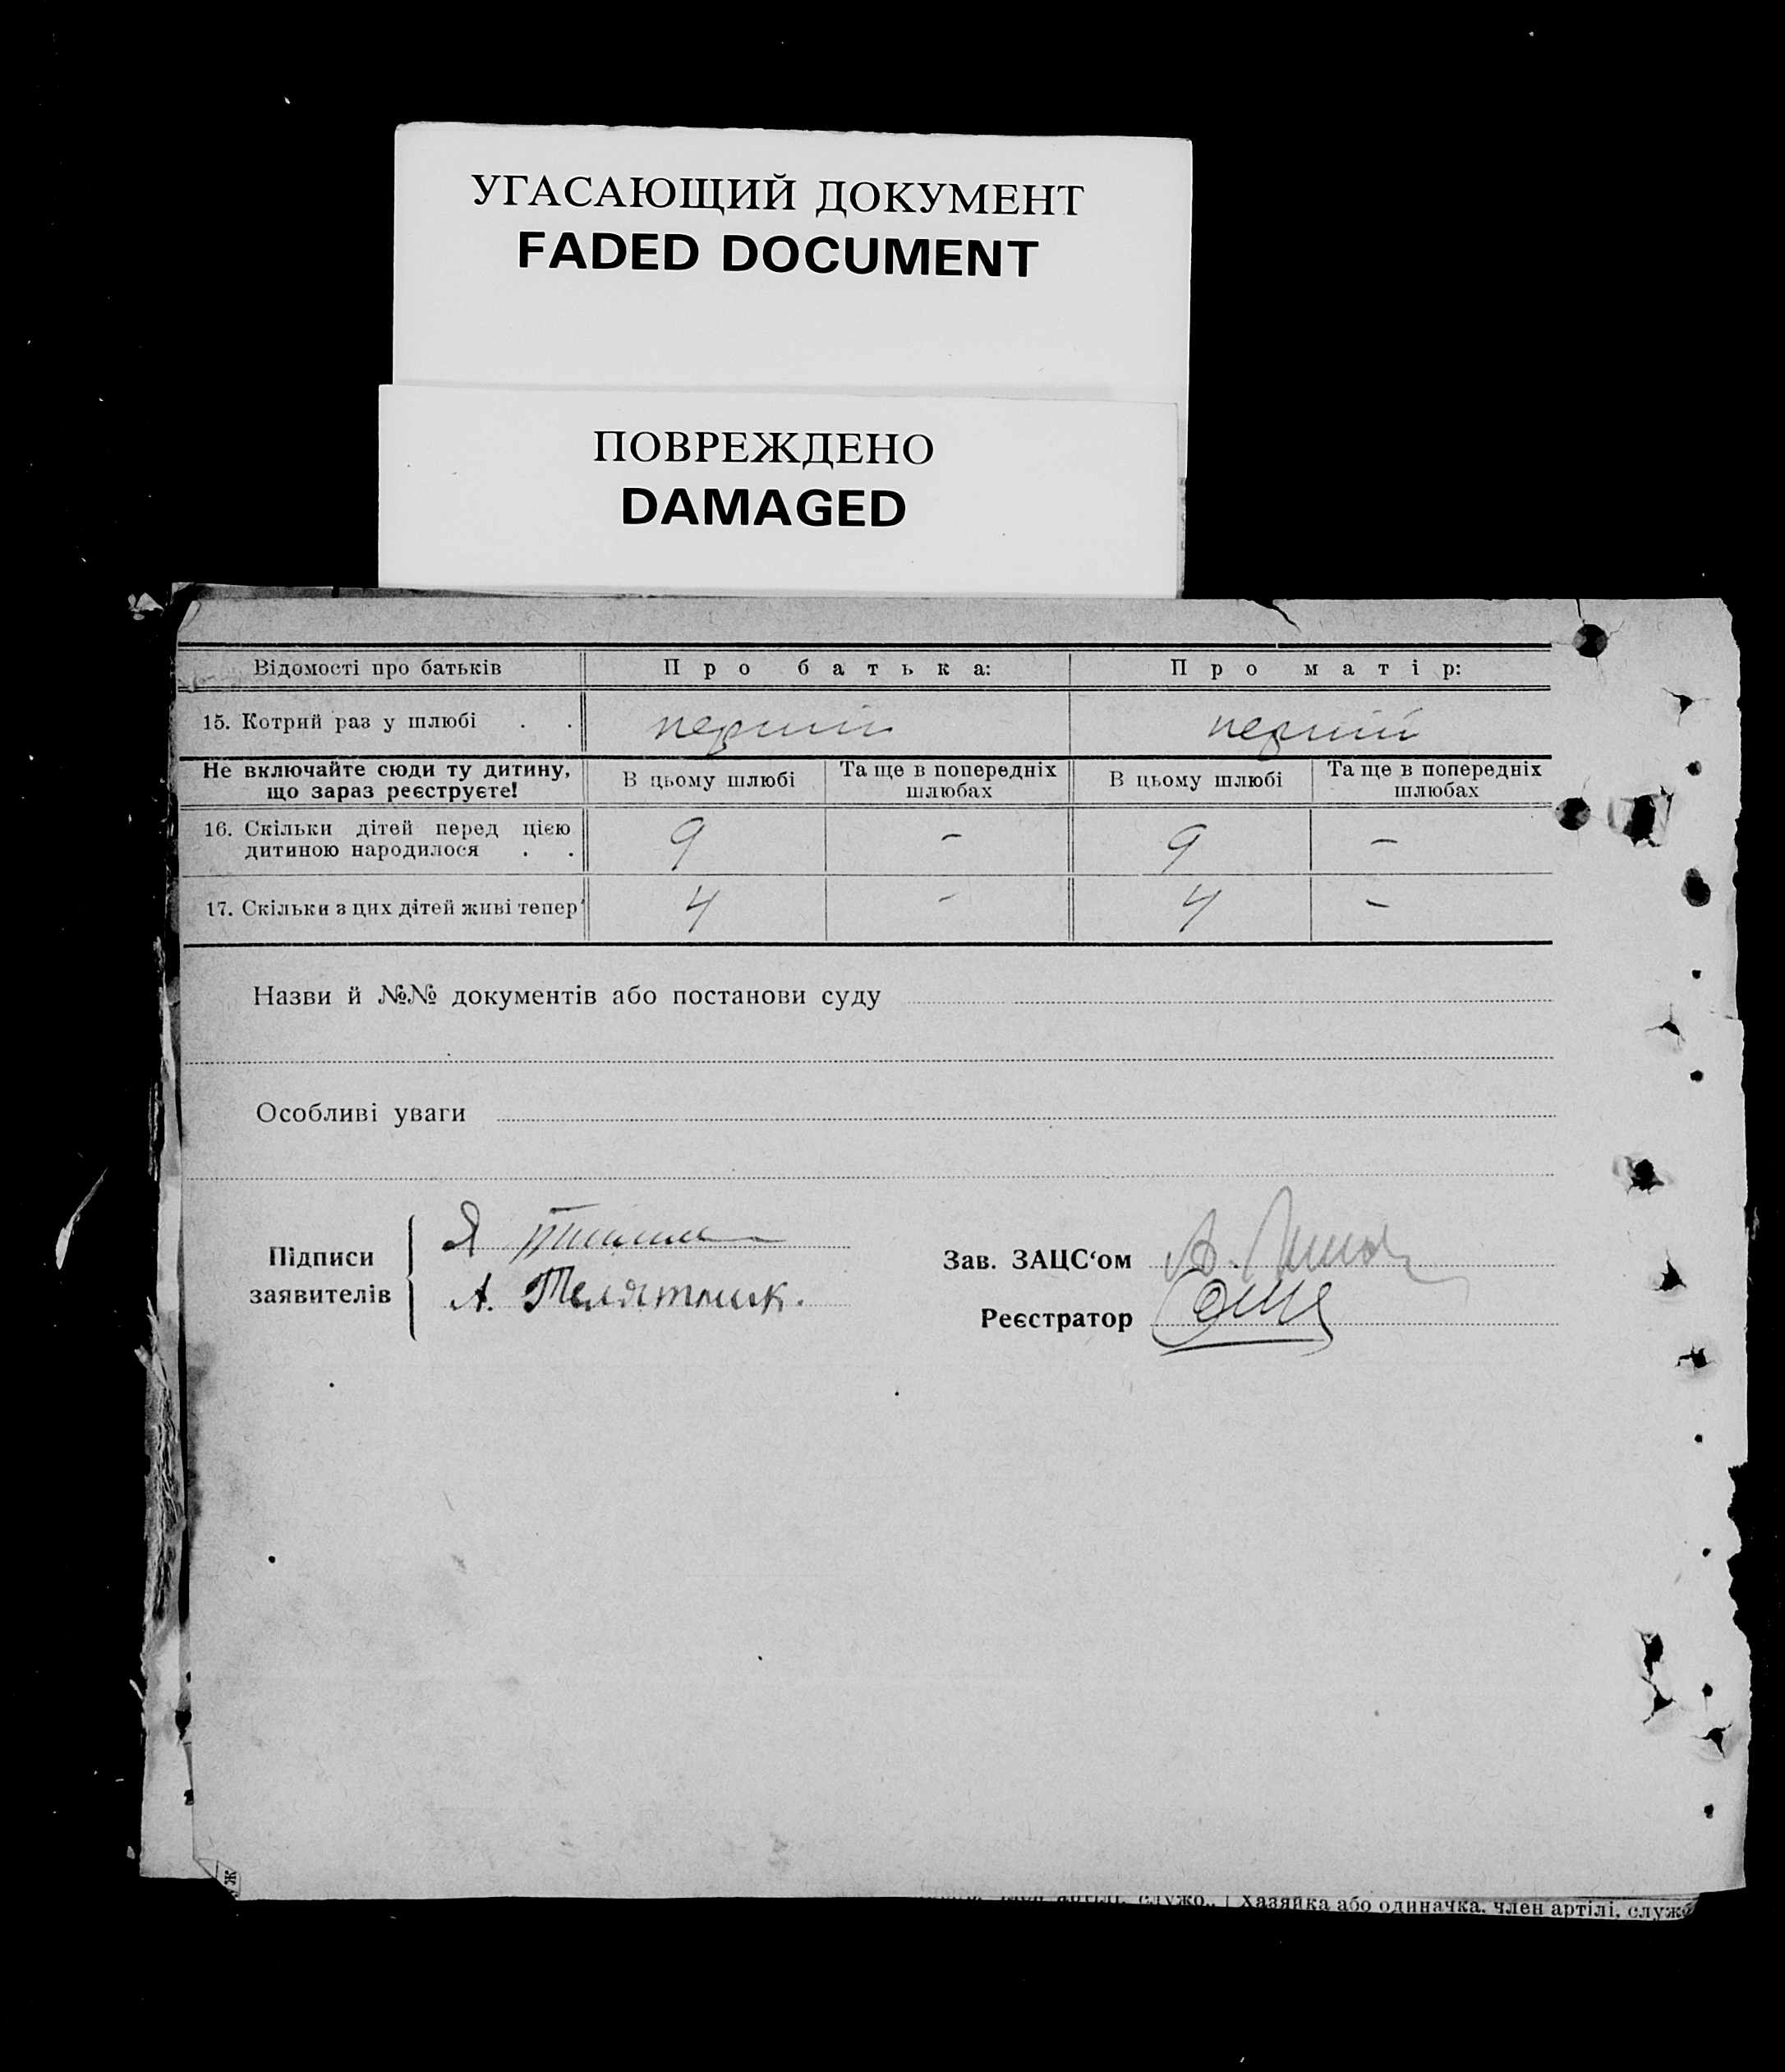 УГАСАЮЩИЙ ДОКУМЕНТ
FADED DOCUMENT
ПОВРЕЖДЕНО
DAMAGED
Відомості про батьків Про батька: Про матір:
15. Котрий раз у шлюбі . . перший перший
Не включайте сюди ту дитину, що зараз реєструєте! В цьому шлюбі Та ще в попередніх шлюбах В цьому шлюбі Та ще в попередніх шлюбах
16. Скільки дітей перед цією
дитиною народилося . . 9 – 9 –
17. Скільки з цих дітей живі тепер 4 – 4 –
Назви й №№ документів або постанови суду
Особливі уваги
Підписи заявителів
Я
А. Телятник.
Зав. ЗАЦС‘ом А.
Реєстратор
Хазяйка або одиначка, член артілі, служб